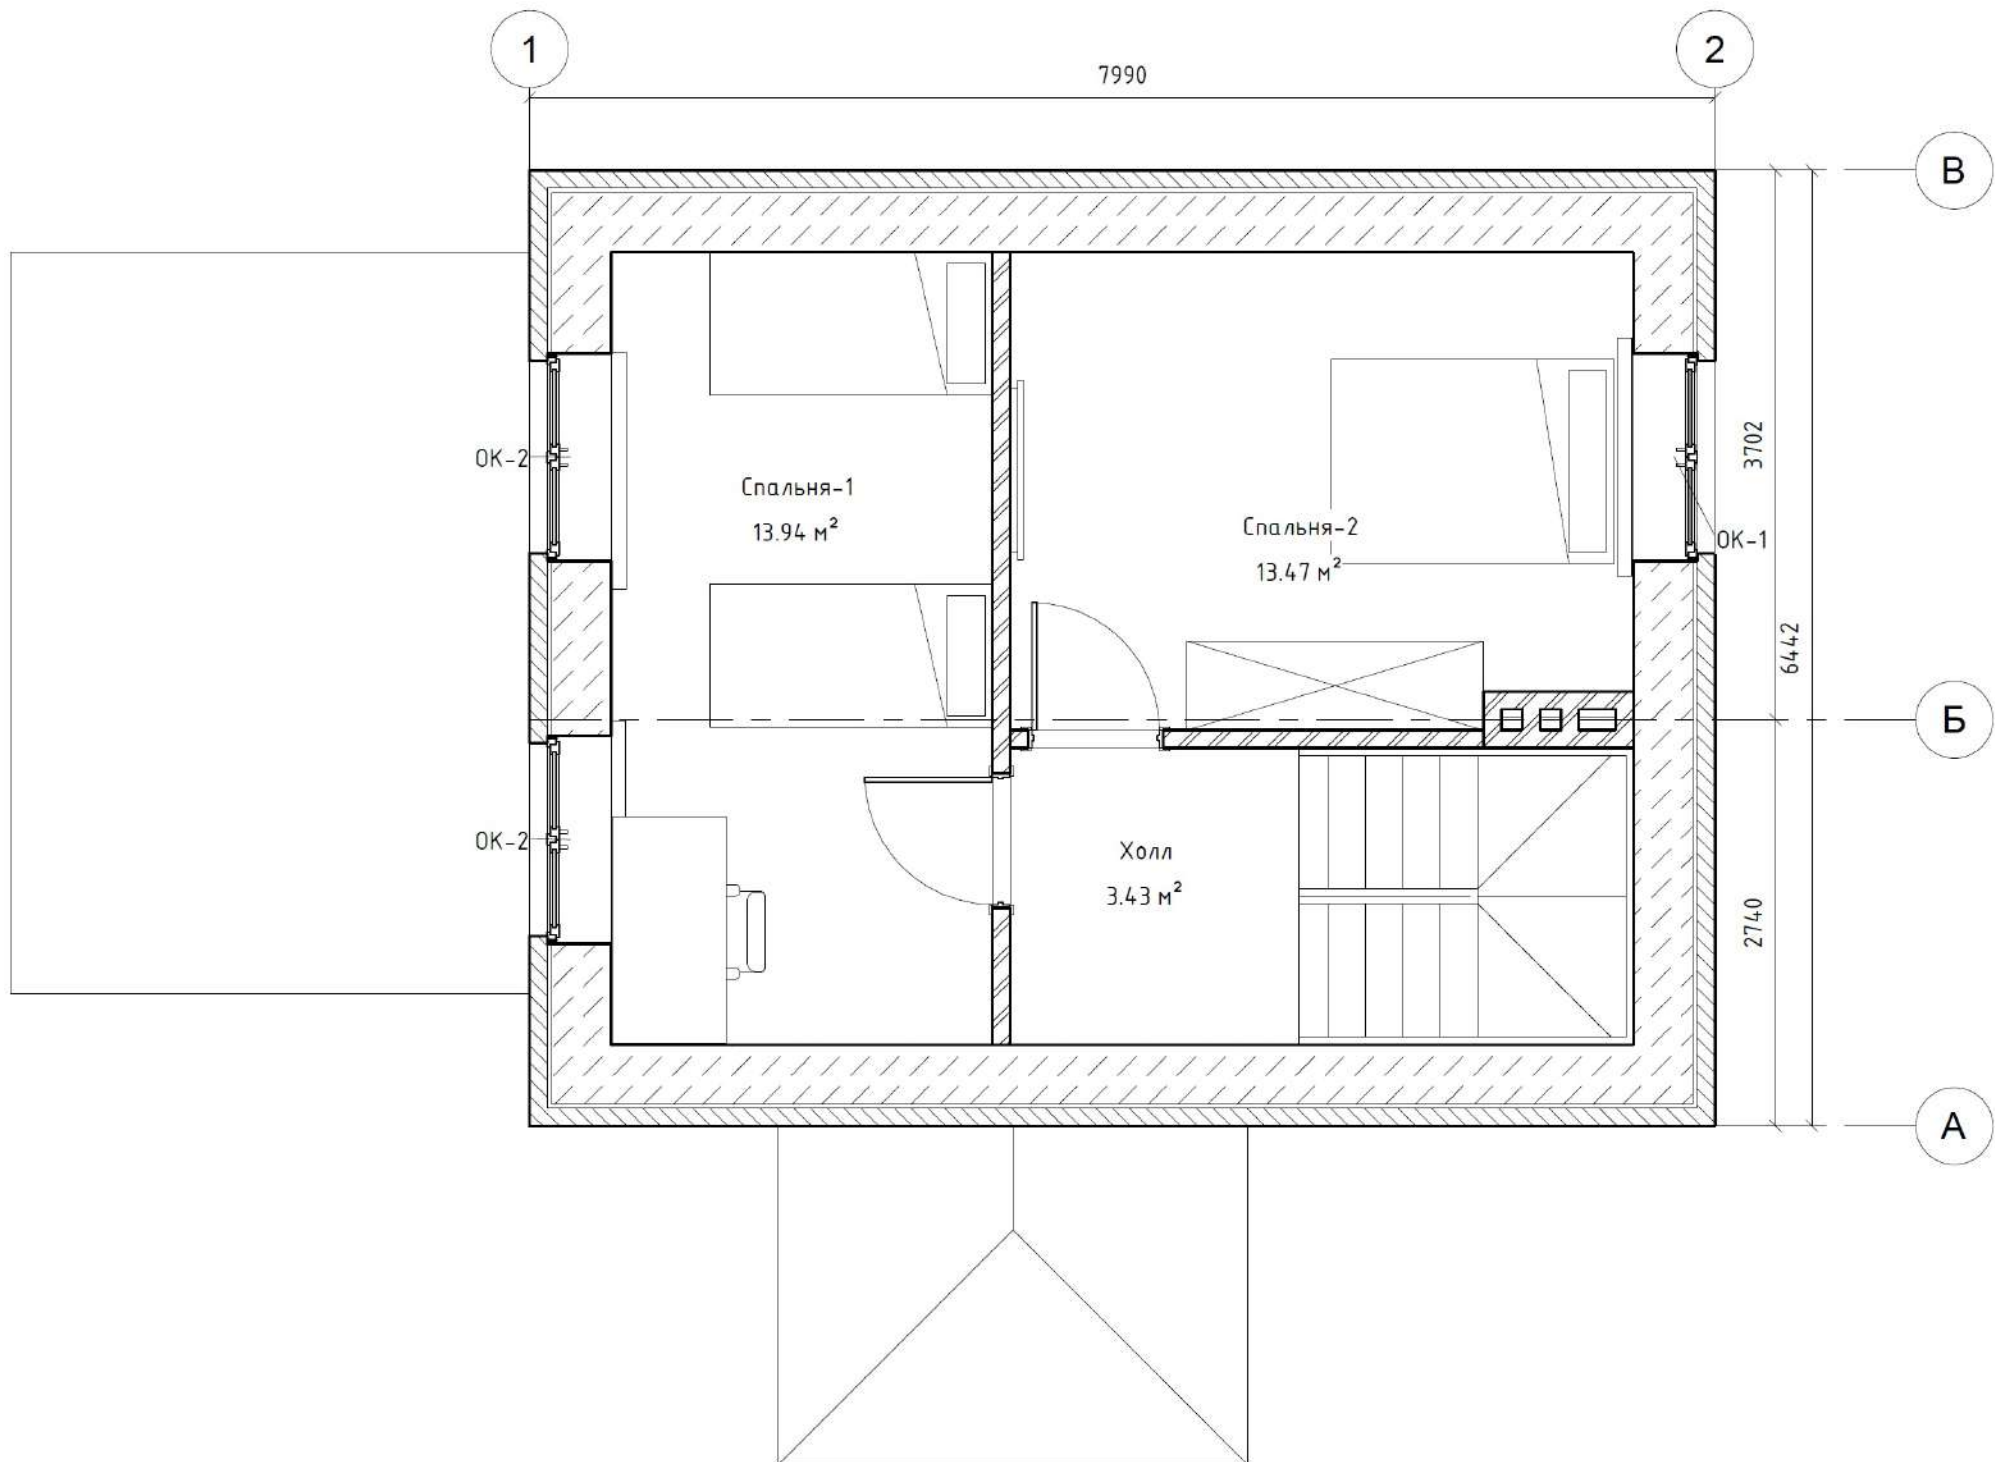 1
2
7990
В
ОК-2
Спальня-1
13.94 м²
Спальня-2
13.47 м²
3702
ОК-1
6442
Б
ОК-2
Холл
3.43 м²
2740
А